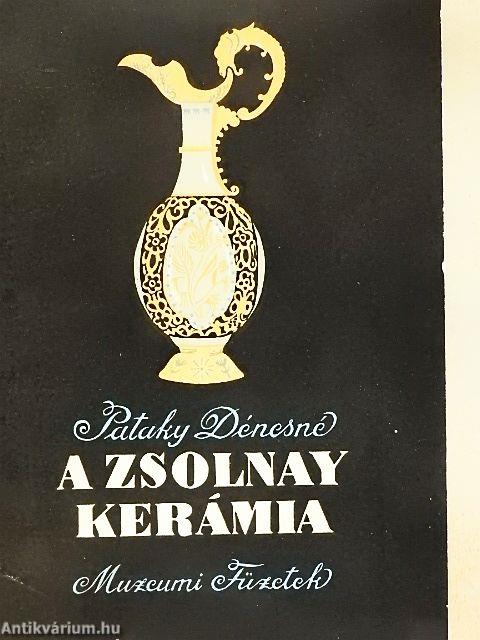 Pataky Dénesné
A ZSOLNAY
KERÁMIA
Muzeumi Füzetek
Antikvárium.hu